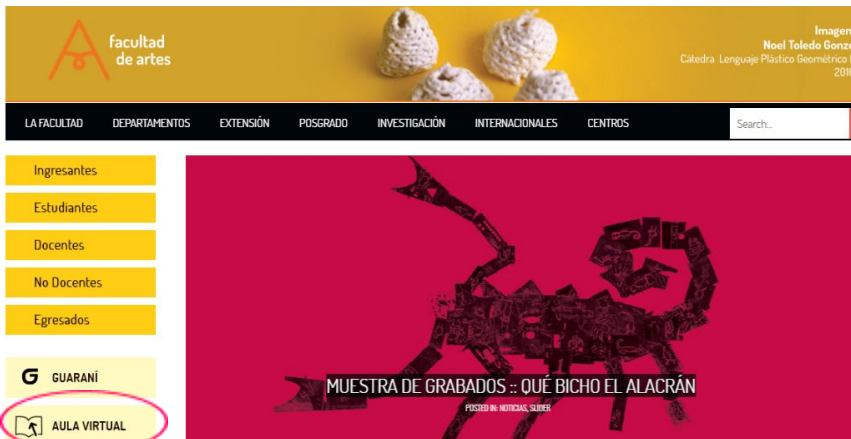 facultad
de artes
Imagen
Noel Toledo Gonz
Cátedra Lenguaje Plástico Geométrico
LA FACULTAD DEPARTAMENTOS EXTENSIÓN POSGRADO INVESTIGACIÓN INTERNACIONALES CENTROS Search...
Ingresantes
Estudiantes
Docentes
No Docentes
Egresados
G GUARANÍ
AULA VIRTUAL
MUESTRA DE GRABADOS :: QUÉ BICHO EL ALACRÁN
POSTED IN: NOTICIAS, SLIDER